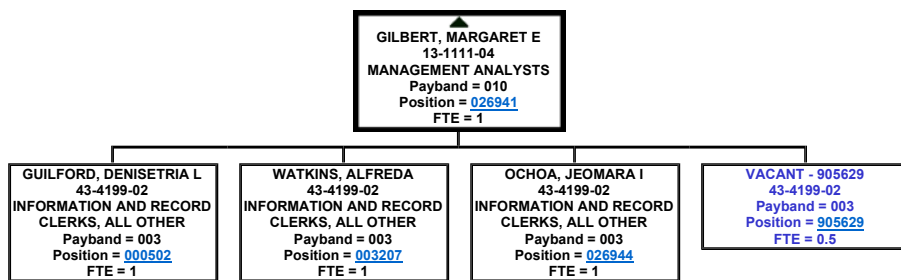 GILBERT, MARGARET E
13-1111-04
MANAGEMENT ANALYSTS
Payband = 010
Position = 026941
FTE = 1
GUILFORD, DENISETRIA L
43-4199-02
INFORMATION AND RECORD
CLERKS, ALL OTHER
Payband = 003
Position = 000502
FTE = 1
WATKINS, ALFREDA
43-4199-02
INFORMATION AND RECORD
CLERKS, ALL OTHER
Payband = 003
Position = 003207
FTE = 1
OCHOA, JEOMARA I
43-4199-02
INFORMATION AND RECORD
CLERKS, ALL OTHER
Payband = 003
Position = 026944
FTE = 1
VACANT - 905629
43-4199-02
Payband = 003
Position = 905629
FTE = 0.5